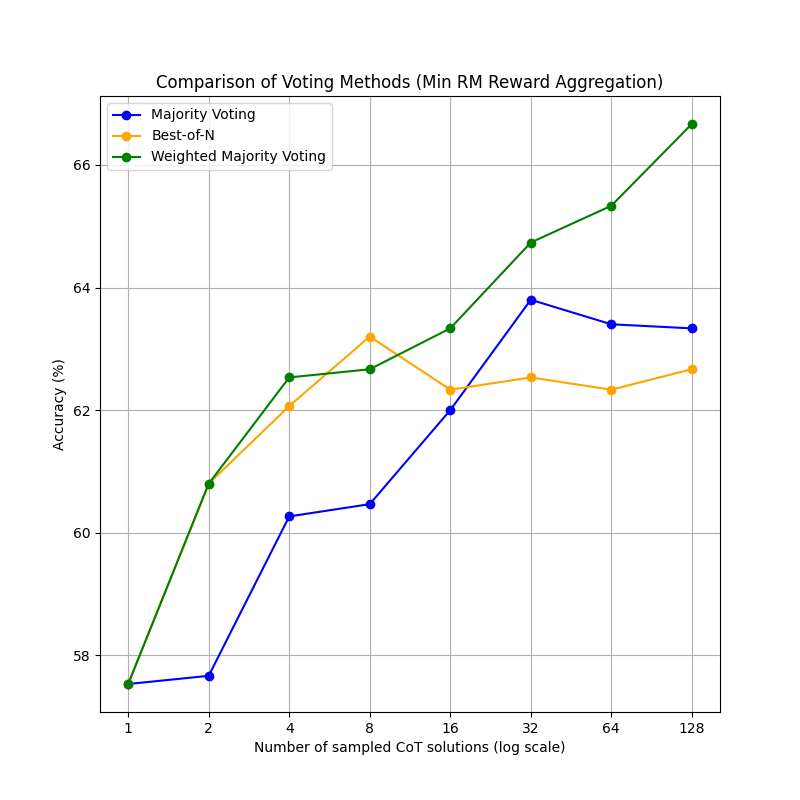 Comparison of Voting Methods (Min RM Reward Aggregation)
Majority Voting
Best-of-N
Weighted Majority Voting
Accuracy (%)
66
64
62
60
58
1 2 4 8 16 32 64 128
Number of sampled CoT solutions (log scale)